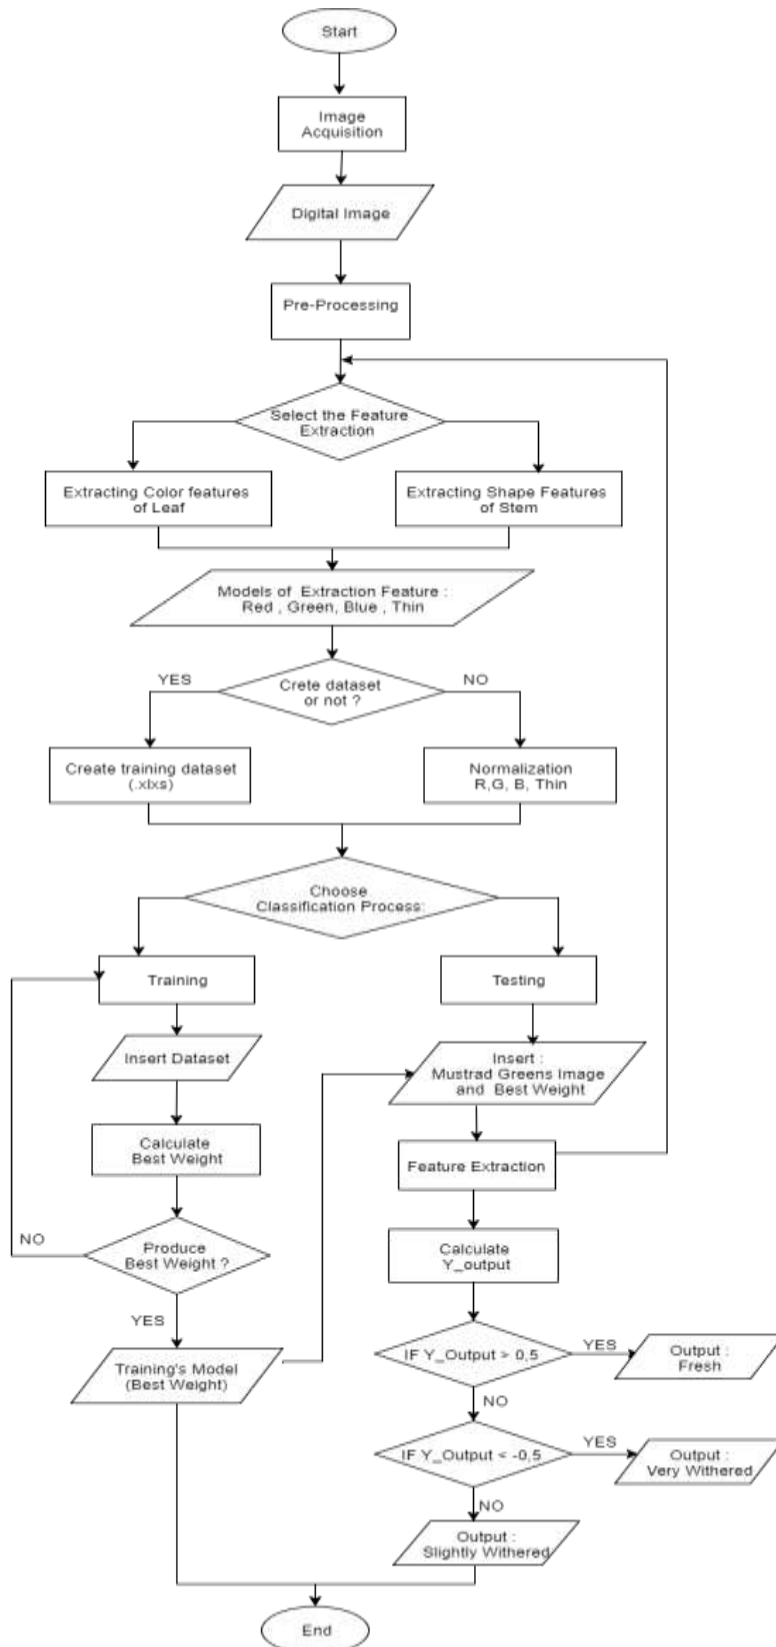 Start
Image
Acquisition
Digital Image
Pre-Processing
Select the Feature
Extraction
Extracting Color features
of Leaf
Extracting Shape Features
of Stem
Models of Extraction Feature :
Red , Green, Blue , Thin
YES
Crete dataset
or not ?
NO
Create training dataset
(.xlxs)
Normalization
R,G, B, Thin
Choose
Classification Process:
Training
Testing
Insert Dataset
Insert :
Mustrad Greens Image
and Best Weight
Calculate
Best Weight
Feature Extraction
NO
Produce
Best Weight ?
Calculate
Y_output
YES
Training's Model
(Best Weight)
IF Y_Output > 0,5
YES
Output :
Fresh
NO
IF Y_Output < -0,5
YES
Output :
Very Withered
NO
Output :
Slightly Withered
End